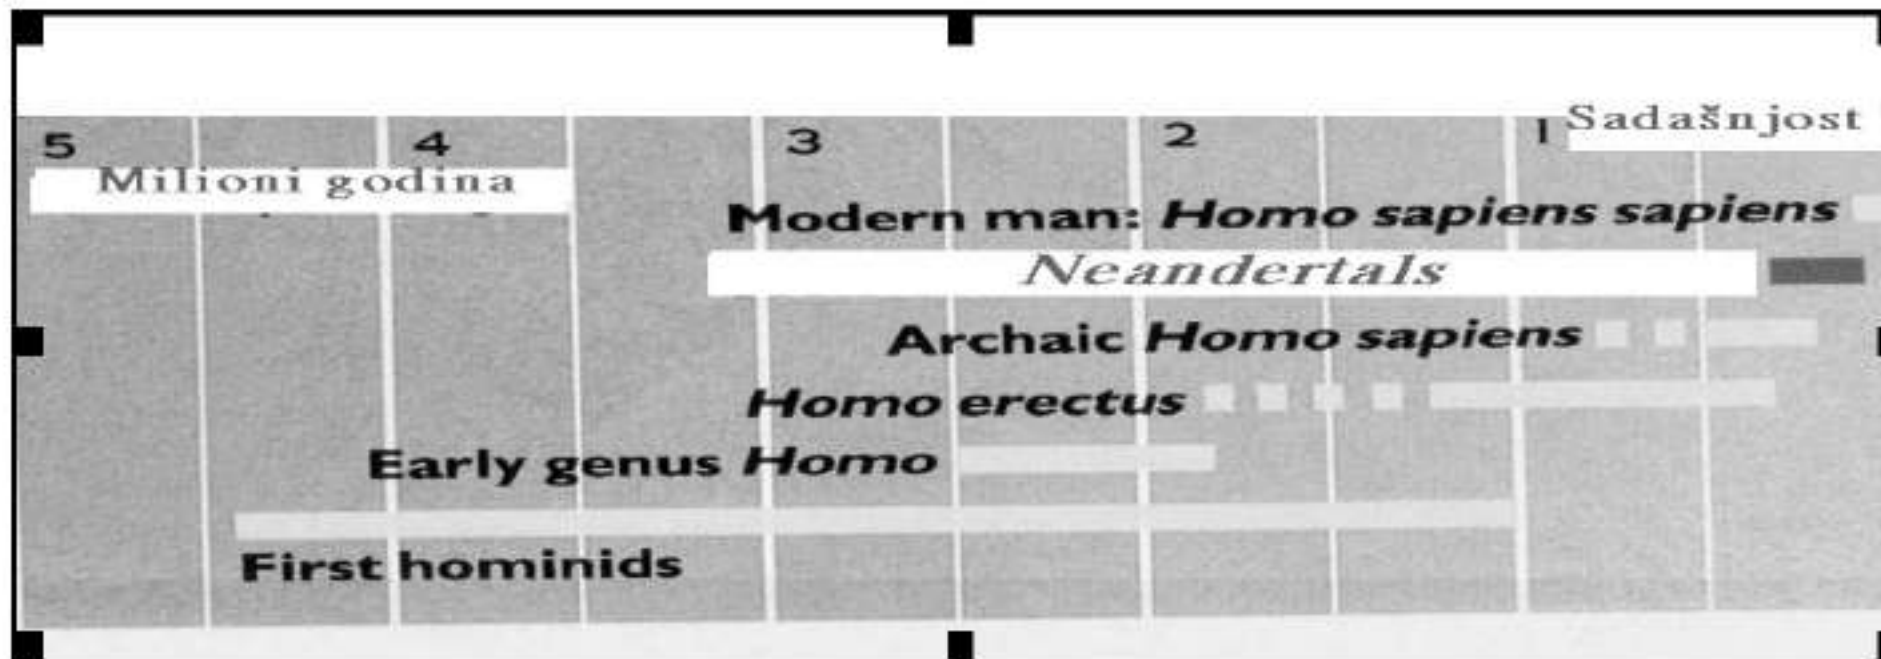 5 4 3 2 1 Sadašnjost
Milioni godina
Modern man: Homo sapiens sapiens
Neandertals
Archaic Homo sapiens
Homo erectus
Early genus Homo
First hominids